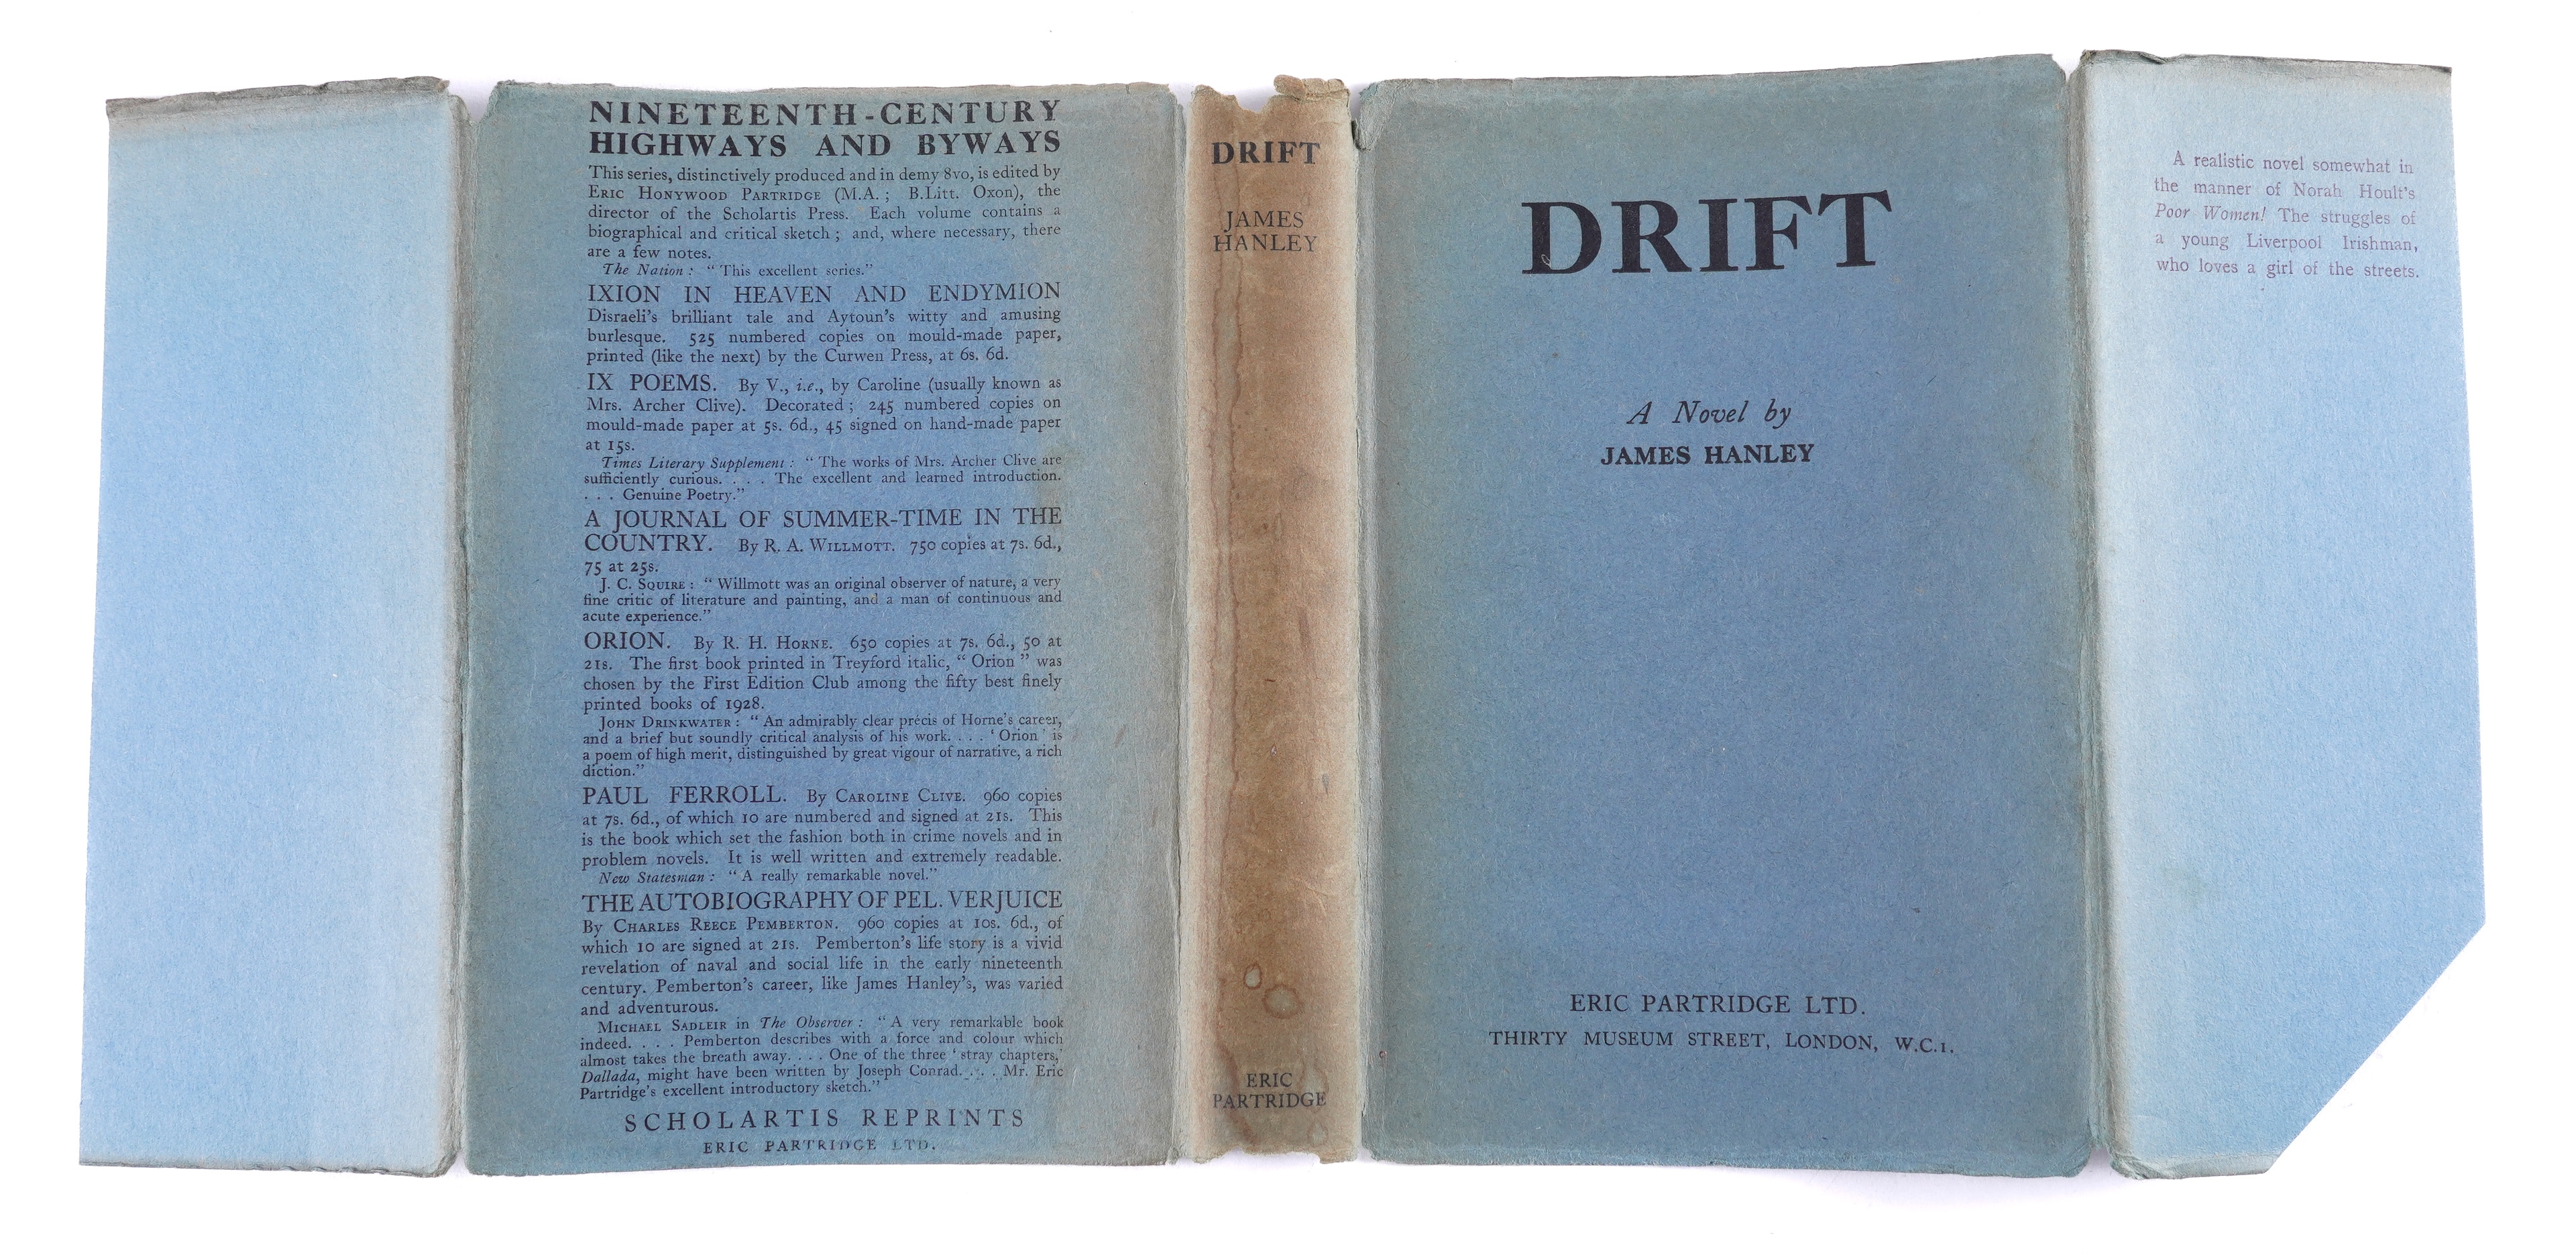 NINETEENTH-CENTURY
HIGHWAYS AND BYWAYS
This series, distinctively produced and in demy 8vo, is edited by
ERIC HONYWOOD PARTRIDGE (M.A.; B.Litt. Oxon), the
director of the Scholartis Press. Each volume contains a
biographical and critical sketch; and, where necessary, there
are a few notes.
The Nation: "This excellent series."
IXION IN HEAVEN AND ENDYMION
Disraeli's brilliant tale and Aytoun's witty and amusing
burlesque. 525 numbered copies on mould-made paper,
printed (like the next) by the Curwen Press, at 6s. 6d.
IX POEMS. By V., i.e., by Caroline (usually known as
Mrs. Archer Clive). Decorated; 245 numbered copies on
mould-made paper at 5s. 6d., 45 signed on hand-made paper
at 15s.
Times Literary Supplement: "The works of Mrs. Archer Clive are
sufficiently curious. . . . The excellent and learned introduction.
. . . Genuine Poetry."
A JOURNAL OF SUMMER-TIME IN THE
COUNTRY. By R. A. WILLMOTT. 750 copies at 7s. 6d.,
75 at 25s.
J. C. SQUIRE: "Willmott was an original observer of nature, a very
fine critic of literature and painting, and a man of continuous and
acute experience."
ORION. By R. H. HORNE. 650 copies at 7s. 6d., 50 at
21s. The first book printed in Treyford italic, "Orion" was
chosen by the First Edition Club among the fifty best finely
printed books of 1928.
JOHN DRINKWATER: "An admirably clear précis of Horne's career,
and a brief but soundly critical analysis of his work. . . . 'Orion' is
a poem of high merit, distinguished by great vigour of narrative, a rich
diction."
PAUL FERROLL. By CAROLINE CLIVE. 960 copies
at 7s. 6d., of which 10 are numbered and signed at 21s. This
is the book which set the fashion both in crime novels and in
problem novels. It is well written and extremely readable.
New Statesman: "A really remarkable novel."
THE AUTOBIOGRAPHY OF PEL. VERJUICE
By CHARLES REECE PEMBERTON. 960 copies at 10s. 6d., of
which 10 are signed at 21s. Pemberton's life story is a vivid
revelation of naval and social life in the early nineteenth
century. Pemberton's career, like James Hanley's, was varied
and adventurous.
MICHAEL SADLEIR in The Observer: "A very remarkable book
indeed. . . . Pemberton describes with a force and colour which
almost takes the breath away. . . . One of the three 'stray chapters,'
Dallada, might have been written by Joseph Conrad. . . . Mr. Eric
Partridge's excellent introductory sketch."
SCHOLARTIS REPRINTS
ERIC PARTRIDGE LTD.
DRIFT
JAMES
HANLEY
ERIC
PARTRIDGE
DRIFT
A Novel by
JAMES HANLEY
ERIC PARTRIDGE LTD.
THIRTY MUSEUM STREET, LONDON, W.C.1.
A realistic novel somewhat in
the manner of Norah Hoult's
Poor Women! The struggles of
a young Liverpool Irishman,
who loves a girl of the streets.